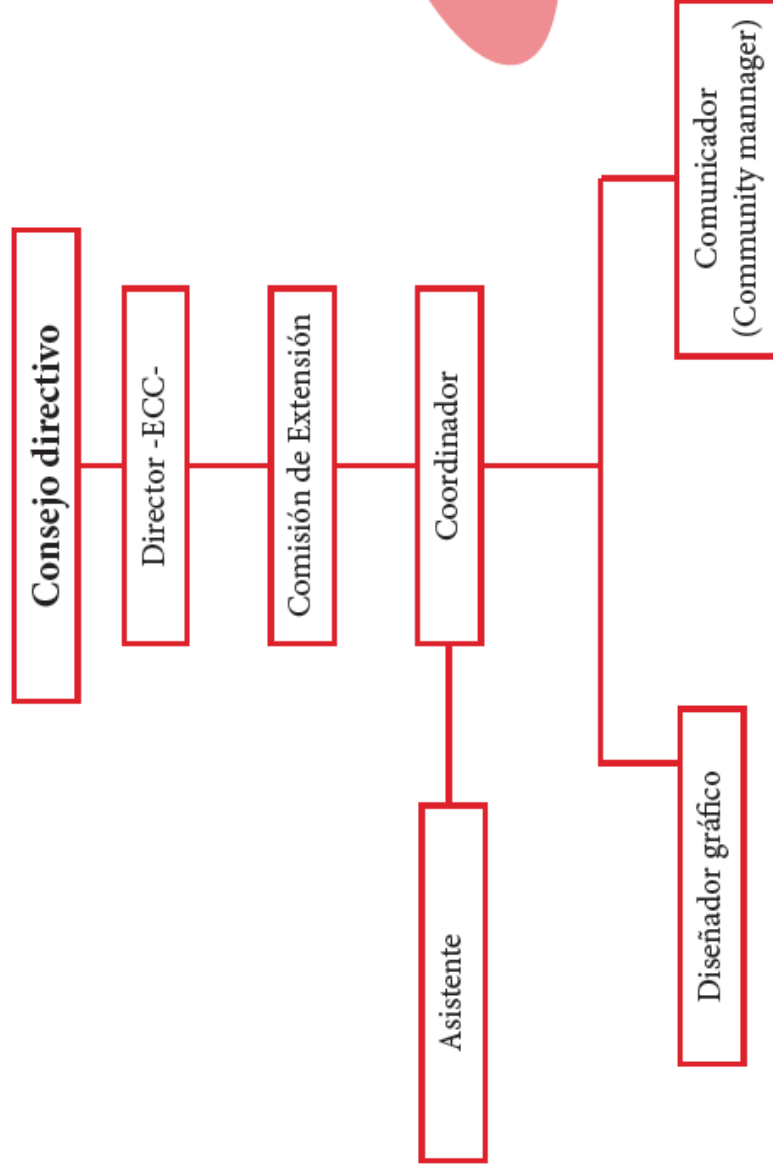 Consejo directivo
Director -ECC-
Comisión de Extensión
Coordinador
Asistente
Diseñador gráfico
Comunicador
(Community mannager)